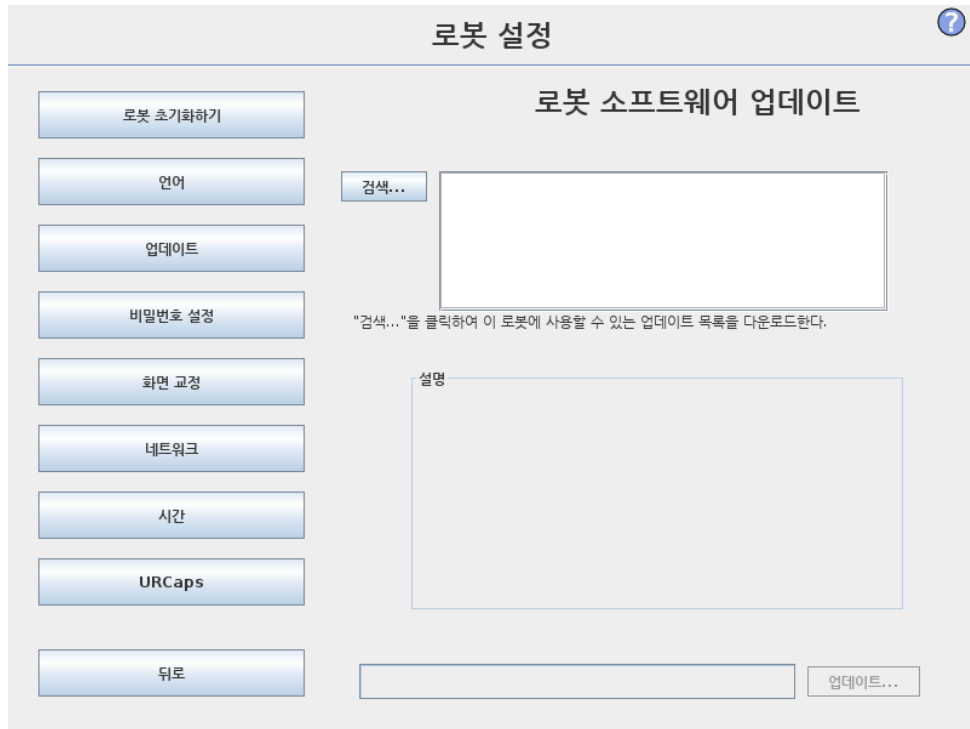 로봇 설정
?
로봇 초기화하기
언어
업데이트
비밀번호 설정
화면 교정
네트워크
시간
URCaps
뒤로
로봇 소프트웨어 업데이트
검색...
"검색..."을 클릭하여 이 로봇에 사용할 수 있는 업데이트 목록을 다운로드한다.
설명
업데이트...